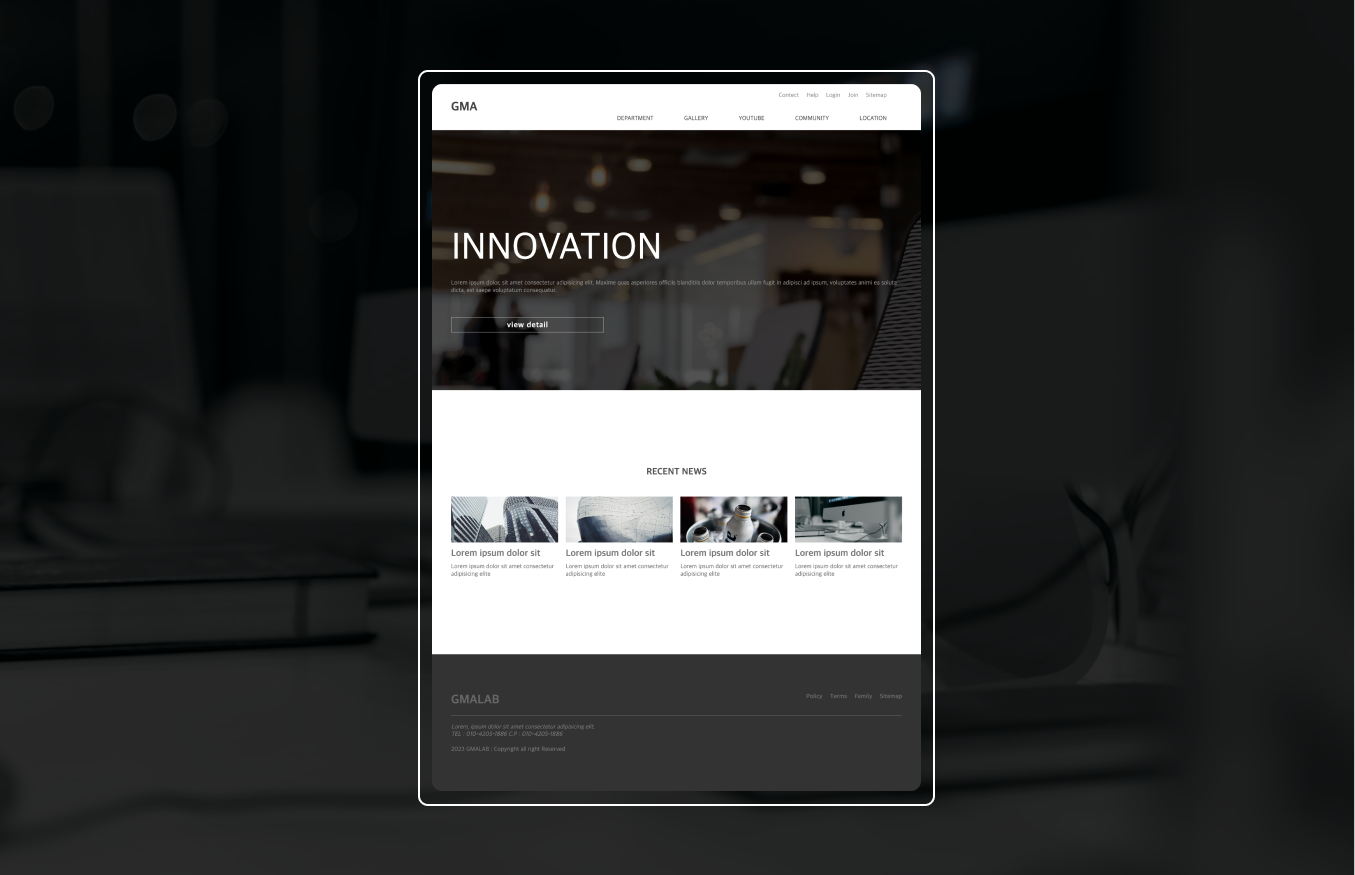 Contect Help Login Join Sitemap
GMA
DEPARTMENT GALLERY YOUTUBE COMMUNITY LOCATION
INNOVATION
Lorem ipsum dolor, sit amet consectetur adipisicing elit. Maxime quas asperiores officiis blanditiis dolor temporibus ullam fugit in adipisci ad ipsum, voluptates animi ea soluta
dicta, est saepe voluptatum consequatur.
view detail
RECENT NEWS
Lorem ipsum dolor sit
Lorem ipsum dolor sit amet consectetur
adipisicing elite
Lorem ipsum dolor sit
Lorem ipsum dolor sit amet consectetur
adipisicing elite
Lorem ipsum dolor sit
Lorem ipsum dolor sit amet consectetur
adipisicing elite
Lorem ipsum dolor sit
Lorem ipsum dolor sit amet consectetur
adipisicing elite
GMALAB
Policy Terms Family Sitemap
Lorem, ipsum dolor sit amet consectetur adipisicing elit.
TEL : 010-4205-1886 C.P : 010-4205-1886
2023 GMALAB : Copyright all right Reserved